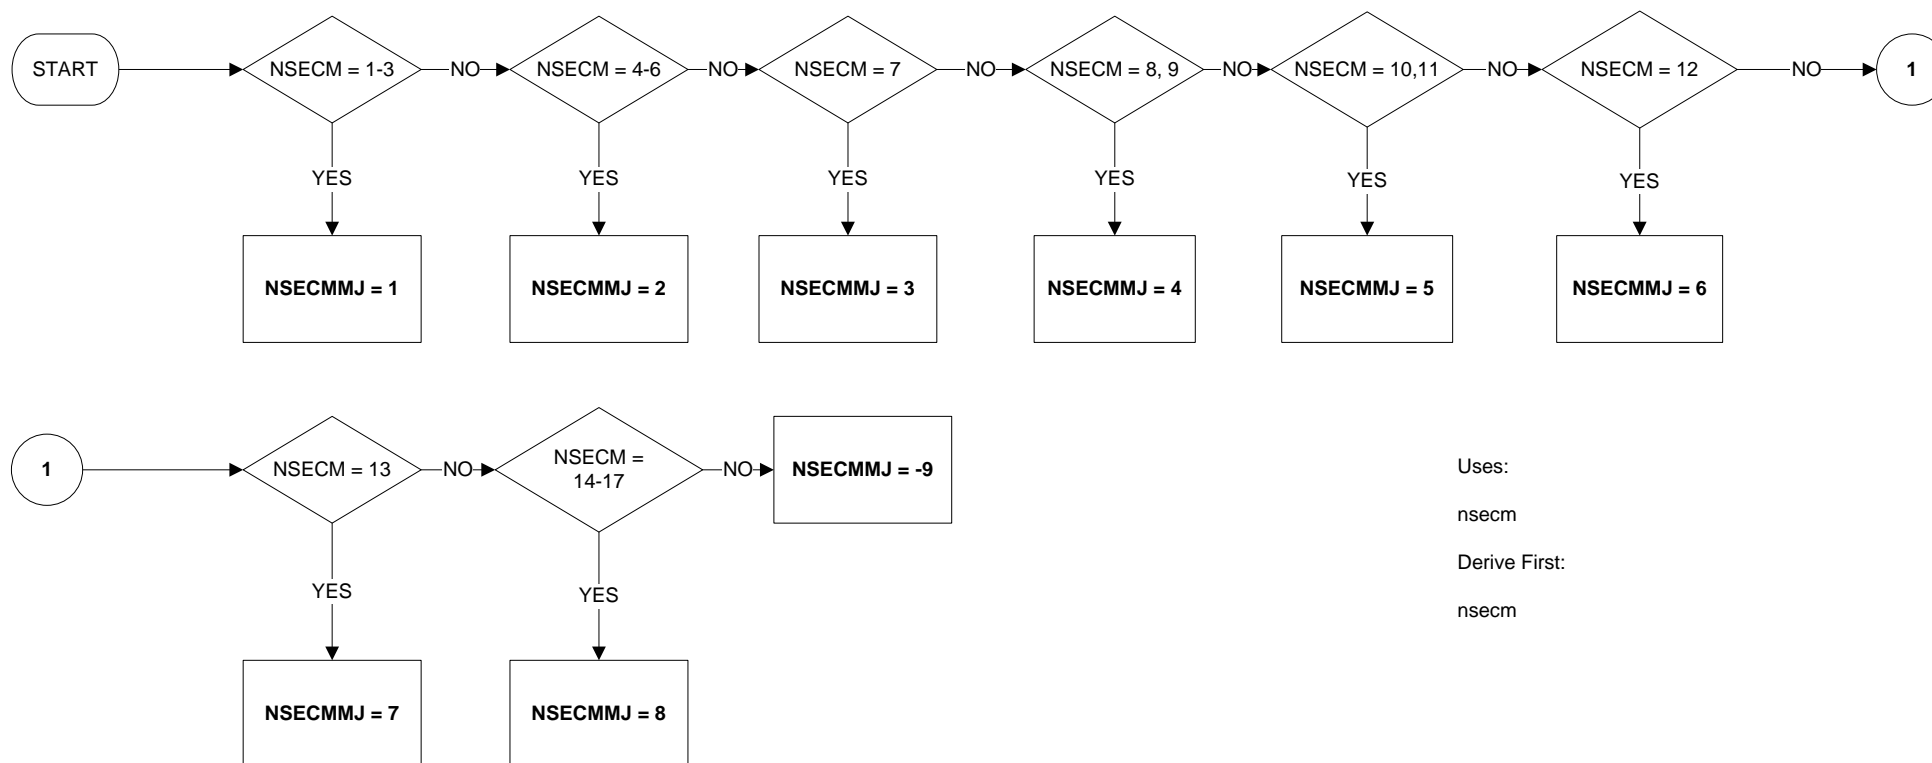 START
NSECM = 1-3
NO
NSECM = 4-6
NO
NSECM = 7
NO
NSECM = 8, 9
NO
NSECM = 10,11
NO
NSECM = 12
NO
1
YES
YES
YES
YES
YES
YES
NSECMMJ = 1
NSECMMJ = 2
NSECMMJ = 3
NSECMMJ = 4
NSECMMJ = 5
NSECMMJ = 6
1
NSECM = 13
NO
NSECM =
14-17
NO
NSECMMJ = -9
YES
YES
NSECMMJ = 7
NSECMMJ = 8
Uses:
nsecm
Derive First:
nsecm